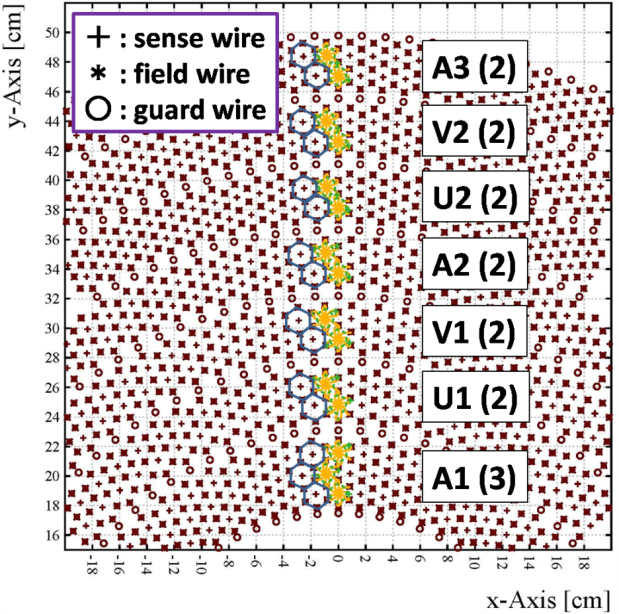 y-Axis [cm]
+ : sense wire
* : field wire
○ : guard wire
50
48
46
44
42
40
38
36
34
32
30
28
26
24
22
20
18
16
A3 (2)
V2 (2)
U2 (2)
A2 (2)
V1 (2)
U1 (2)
A1 (3)
-18 -16 -14 -12 -10 -8 -6 -4 -2 0 2 4 6 8 10 12 14 16 18
x-Axis [cm]